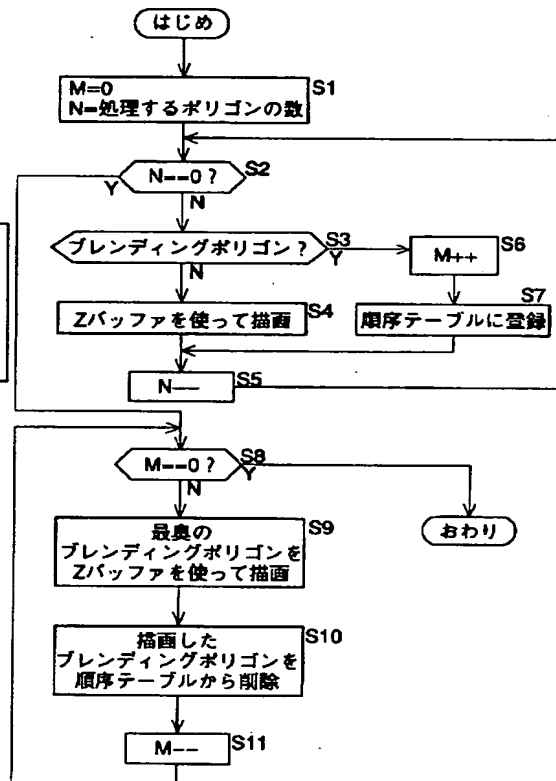 はじめ
S1
M=0
N=処理するポリゴンの数
S2
N==0?
Y
N
S3
ブレンディングポリゴン?
Y
N
S6
M++
S4
Zバッファを使って描画
S7
順序テーブルに登録
S5
N--
S8
M==0?
Y
N
おわり
S9
最奥の
ブレンディングポリゴンを
Zバッファを使って描画
S10
描画した
ブレンディングポリゴンを
順序テーブルから削除
S11
M--